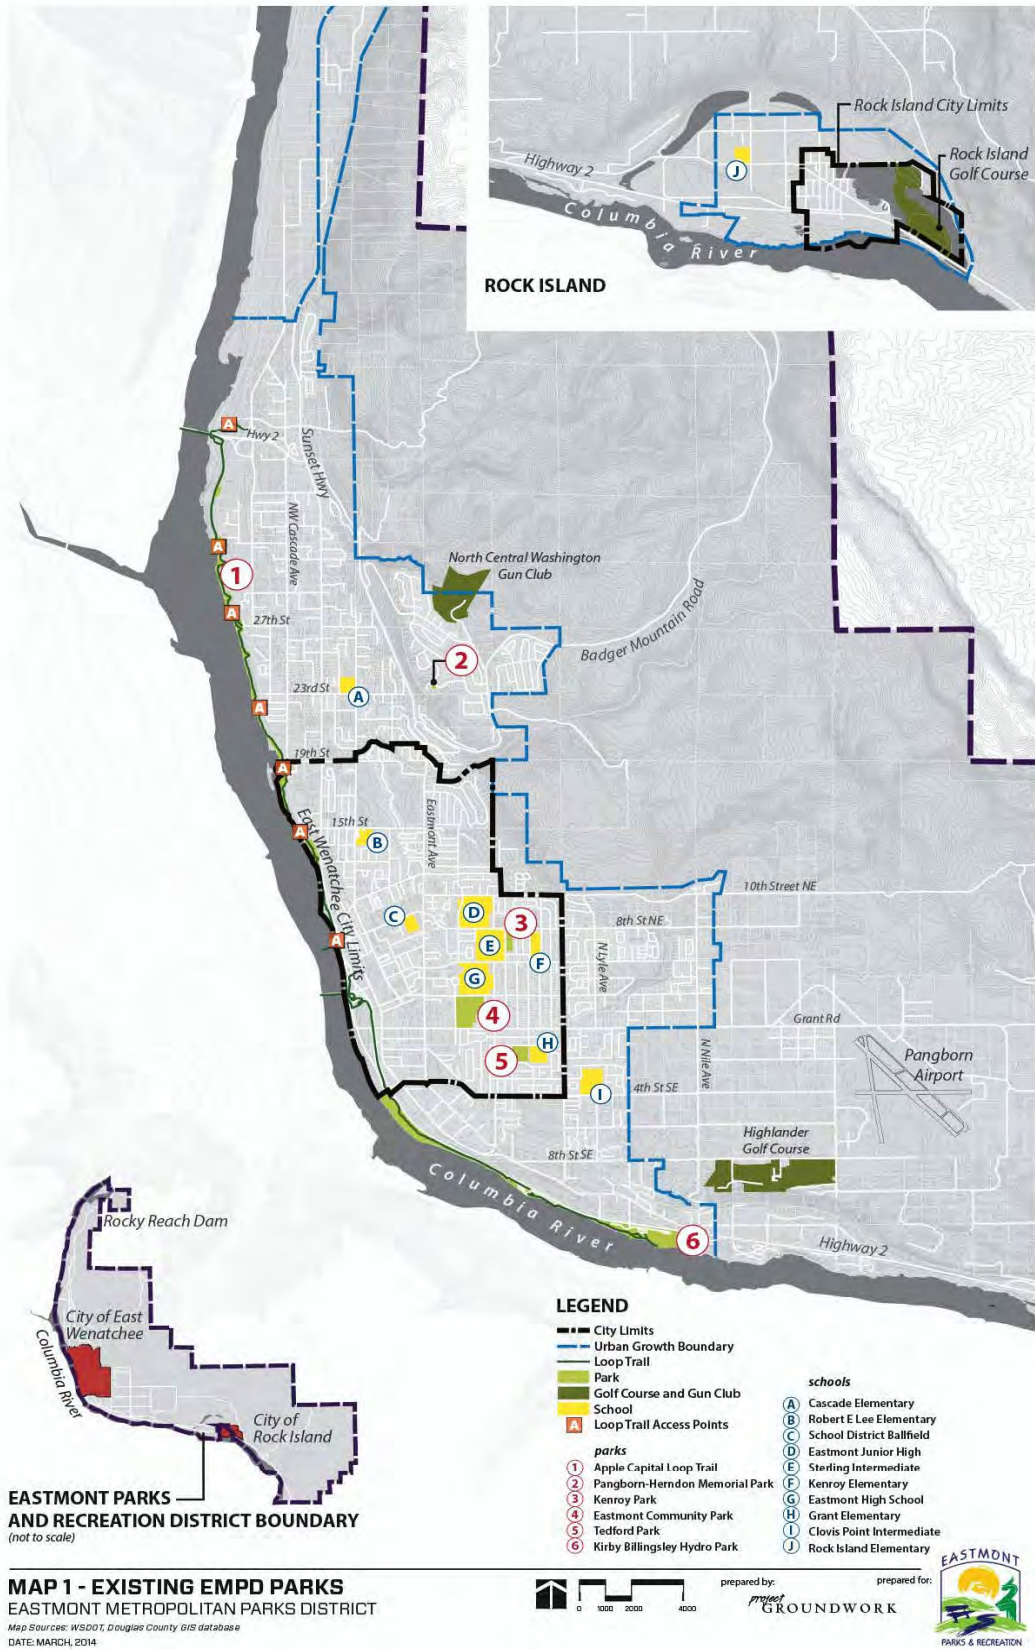 Rock Island City Limits
Rock Island
Golf Course
Highway 2
J
Columbia River
ROCK ISLAND
A
Hwy 2
Sunset Hwy
NW Cascade Ave
A
1
A
27th St
North Central Washington
Gun Club
Badger Mountain Road
2
23rd St
A
A
19th St
A
15th St
A
B
East Wenatchee City Limits
Eastmont Ave
10th Street NE
C
D
3
8th St NE
A
E
F
N Lyle Ave
G
4
Grant Rd
H
5
N Nile Ave
Pangborn
Airport
I
4th St SE
Highlander
Golf Course
8th St SE
Columbia River
6
Highway 2
Rocky Reach Dam
City of East
Wenatchee
Columbia River
City of
Rock Island
EASTMONT PARKS
AND RECREATION DISTRICT BOUNDARY
(not to scale)
LEGEND
City Limits
Urban Growth Boundary
Loop Trail
Park
Golf Course and Gun Club
School
A Loop Trail Access Points
parks
1 Apple Capital Loop Trail
2 Pangborn-Herndon Memorial Park
3 Kenroy Park
4 Eastmont Community Park
5 Tedford Park
6 Kirby Billingsley Hydro Park
schools
A Cascade Elementary
B Robert E Lee Elementary
C School District Ballfield
D Eastmont Junior High
E Sterling Intermediate
F Kenroy Elementary
G Eastmont High School
H Grant Elementary
I Clovis Point Intermediate
J Rock Island Elementary
MAP 1 - EXISTING EMPD PARKS
EASTMONT METROPOLITAN PARKS DISTRICT
Map Sources: WSDOT, Douglas County GIS database
DATE: MARCH, 2014
0 1000 2000 4000
prepared by:
project
GROUNDWORK
prepared for:
EASTMONT
PARKS & RECREATION